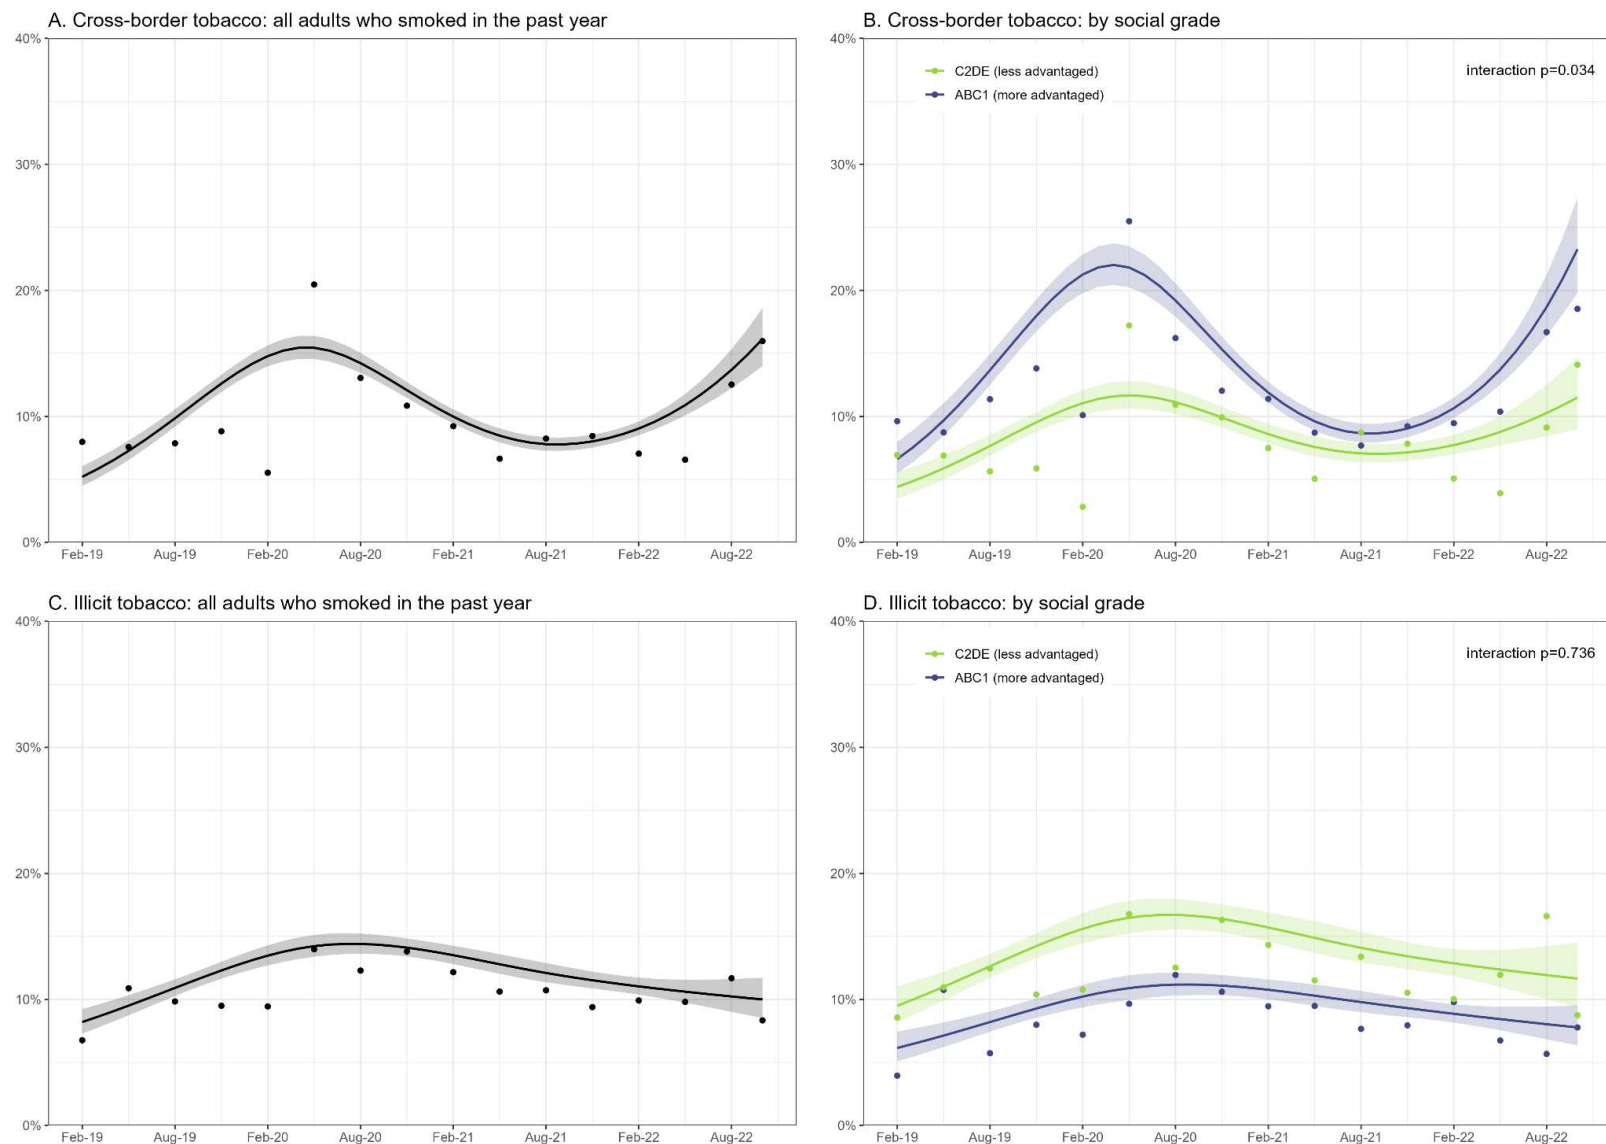 A. Cross-border tobacco: all adults who smoked in the past year
40%
30%
20%
10%
0%
Feb-19 Aug-19 Feb-20 Aug-20 Feb-21 Aug-21 Feb-22 Aug-22
B. Cross-border tobacco: by social grade
C2DE (less advantaged)
ABC1 (more advantaged)
interaction p=0.034
40%
30%
20%
10%
0%
Feb-19 Aug-19 Feb-20 Aug-20 Feb-21 Aug-21 Feb-22 Aug-22
C. Illicit tobacco: all adults who smoked in the past year
40%
30%
20%
10%
0%
Feb-19 Aug-19 Feb-20 Aug-20 Feb-21 Aug-21 Feb-22 Aug-22
D. Illicit tobacco: by social grade
C2DE (less advantaged)
ABC1 (more advantaged)
interaction p=0.736
40%
30%
20%
10%
0%
Feb-19 Aug-19 Feb-20 Aug-20 Feb-21 Aug-21 Feb-22 Aug-22